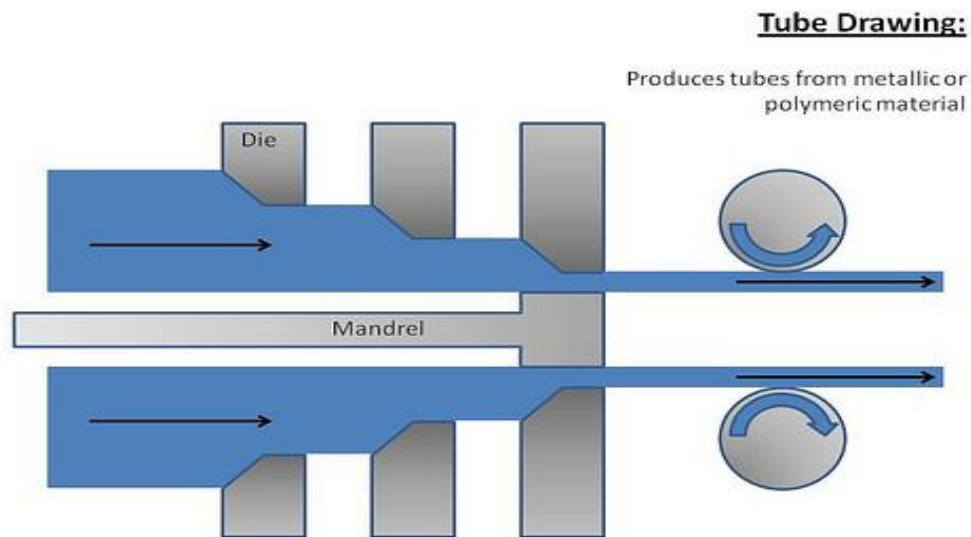 Tube Drawing:
Produces tubes from metallic or
polymeric material
Die
Mandrel